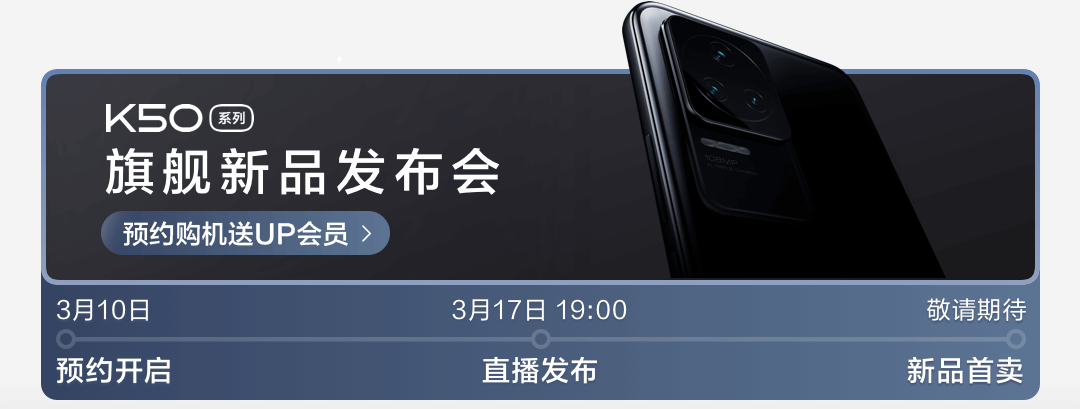 K50 系列
旗舰新品发布会
预约购机送UP会员 >
108MP
3月10日
3月17日 19:00
敬请期待
预约开启
直播发布
新品首卖